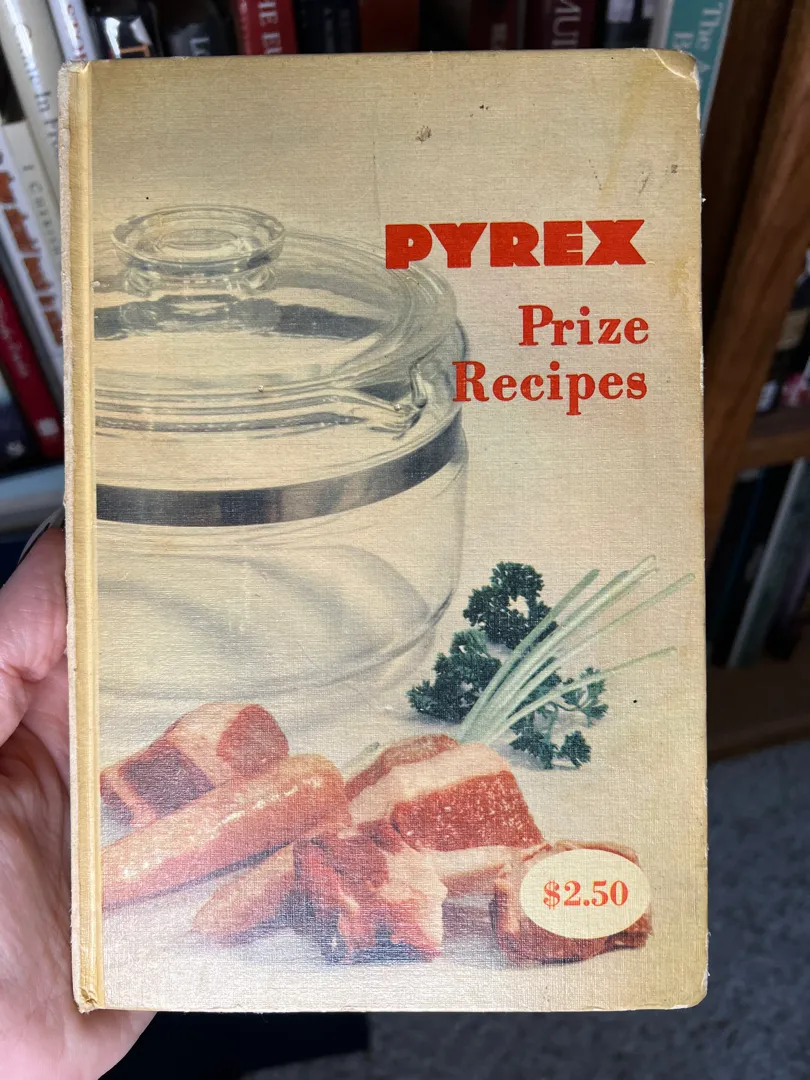 PYREX
Prize
Recipes
$2.50